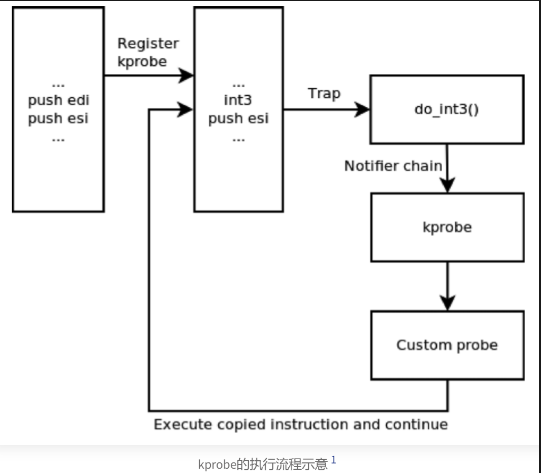 ...
push edi
push esi
...
Register
kprobe
...
int3
push esi
...
Trap
do_int3()
Notifier chain
kprobe
Custom probe
Execute copied instruction and continue
kprobe的执行流程示意 1